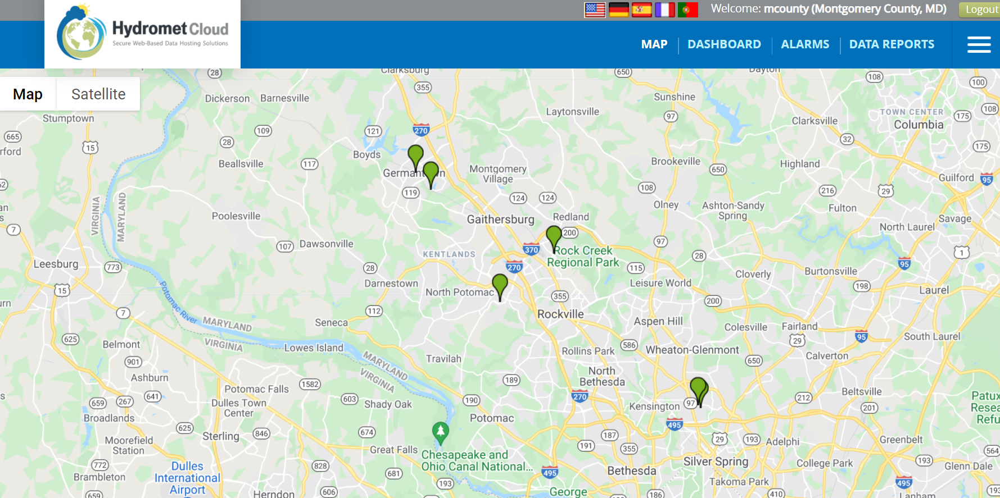 Welcome: mcounty (Montgomery County, MD)
Logout
Hydromet Cloud
Secure Web-Based Data Hosting Solutions
MAP
DASHBOARD
ALARMS
DATA REPORTS
Map
Satellite
28
Clarksburg
650
Dayton
108
100
355
Dickerson
Barnesville
Sunshine
Laytonsville
TOWN CENTER
Columbia
108
175
Stumptown
97
Clarksville
665
15
109
121
270
28
32
175
Boyds
Beallsville
117
Germantown
Montgomery
Village
Brookeville
650
Highland
Guilford
95
119
124
124
108
216
29
VIRGINIA
MARYLAND
Poolesville
Gaithersburg
Redland
Olney
Ashton-Sandy
Spring
Fulton
Savage
7
200
North Laurel
107
Dawsonville
KENTLANDS
370
Rock Creek
Regional Park
97
28
1
Leesburg
773
28
270
115
95
15
Darnestown
North Potomac
355
Leisure World
Cloverly
Burtonsville
198
Laurel
Potomac River
7
112
Rockville
200
MARYLAND
VIRGINIA
Seneca
Aspen Hill
Colesville
Fairland
29
95
South Laurel
625
Belmont
Lowes Island
586
Rollins Park
Wheaton-Glenmont
650
Calverton
901
Travilah
MARYLAND
VIRGINIA
Ashburn
189
North
Bethesda
1582
Potomac Falls
659
267
641
Dulles Town
Center
603
Shady Oak
190
270
Kensington
97
212
Beltsville
201
Patux
Resea
Refu
Broadlands
Potomac
495
625
Sterling
846
674
187
29
193
Adelphi
Greenbelt
Moorefield
Station
Great Falls
Chesapeake and
Ohio Canal National...
191
355
564
772
Brambleton
Dulles
International
Airport
828
681
193
495
Bethesda
Silver Spring
College Park
193
Glenn Dale
Takoma Park
495
659
Herndon
606
George
186
410
Lanham
193